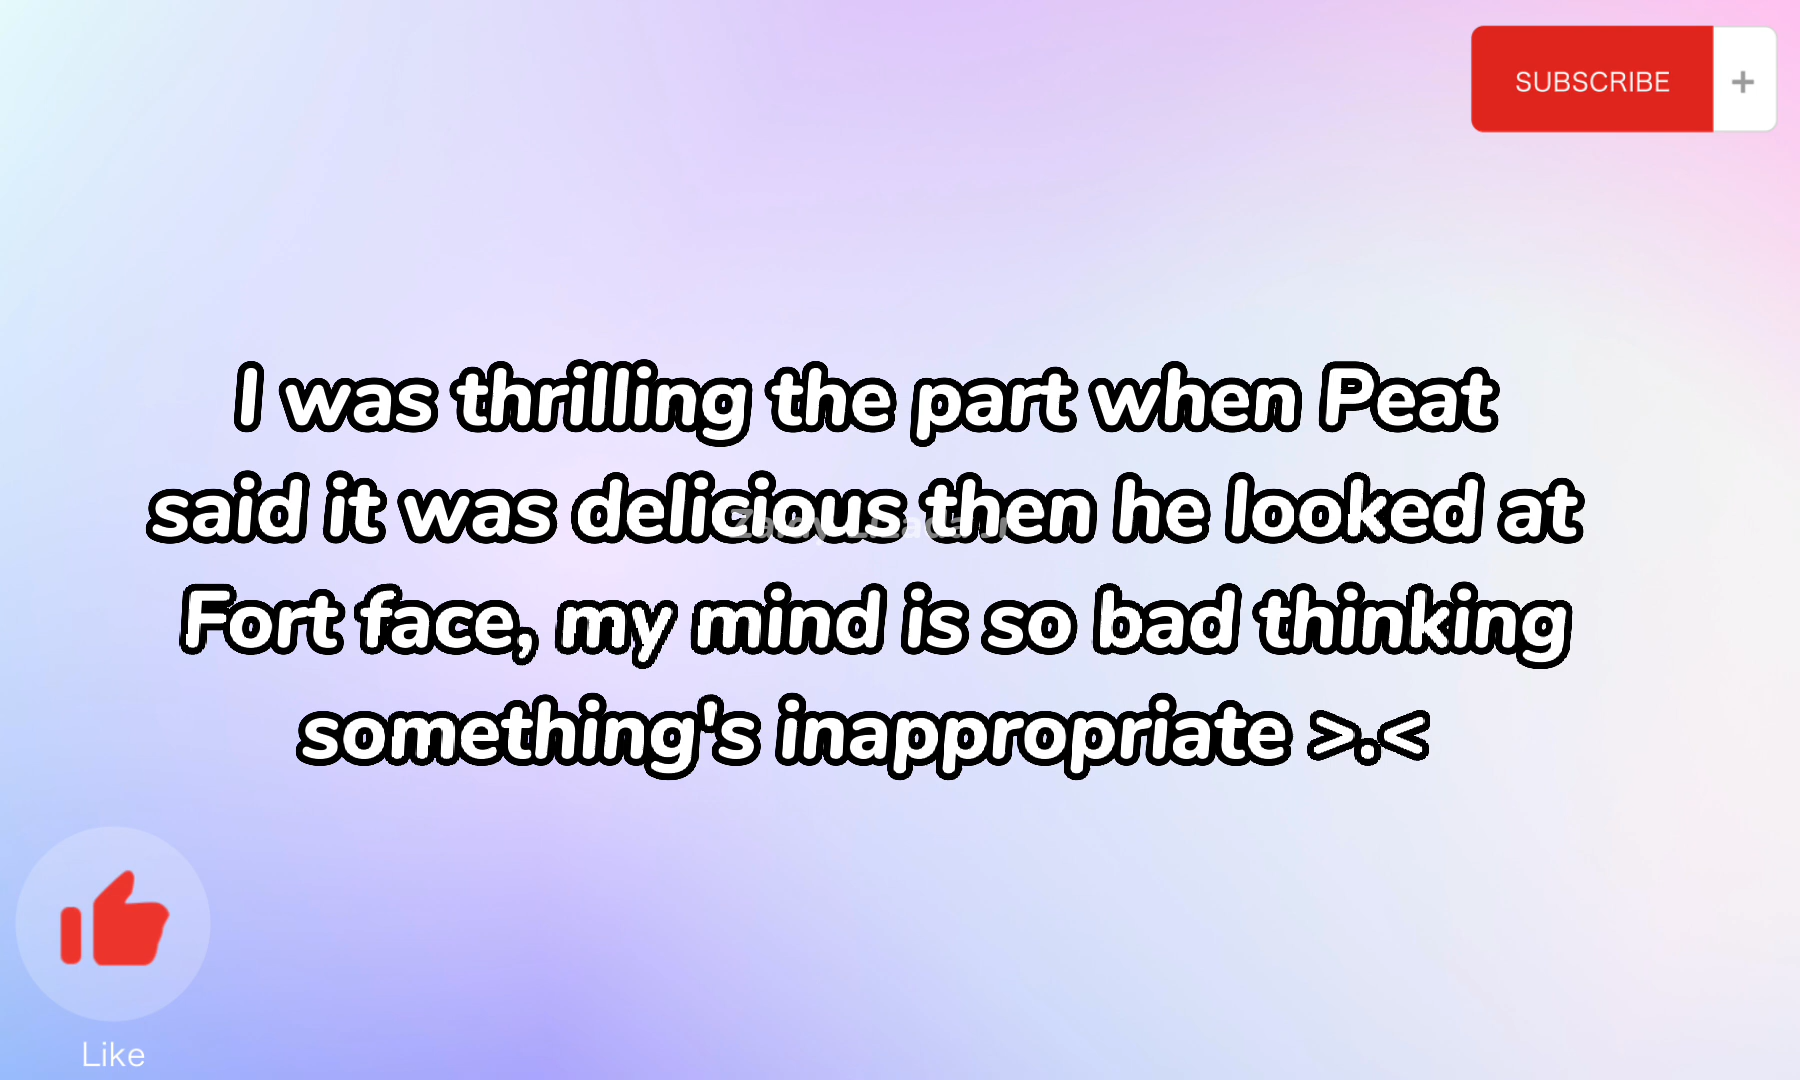 SUBSCRIBE +
I was thrilling the part when Peat
said it was delicious then he looked at
Fort face, my mind is so bad thinking
something's inappropriate >.<
Like